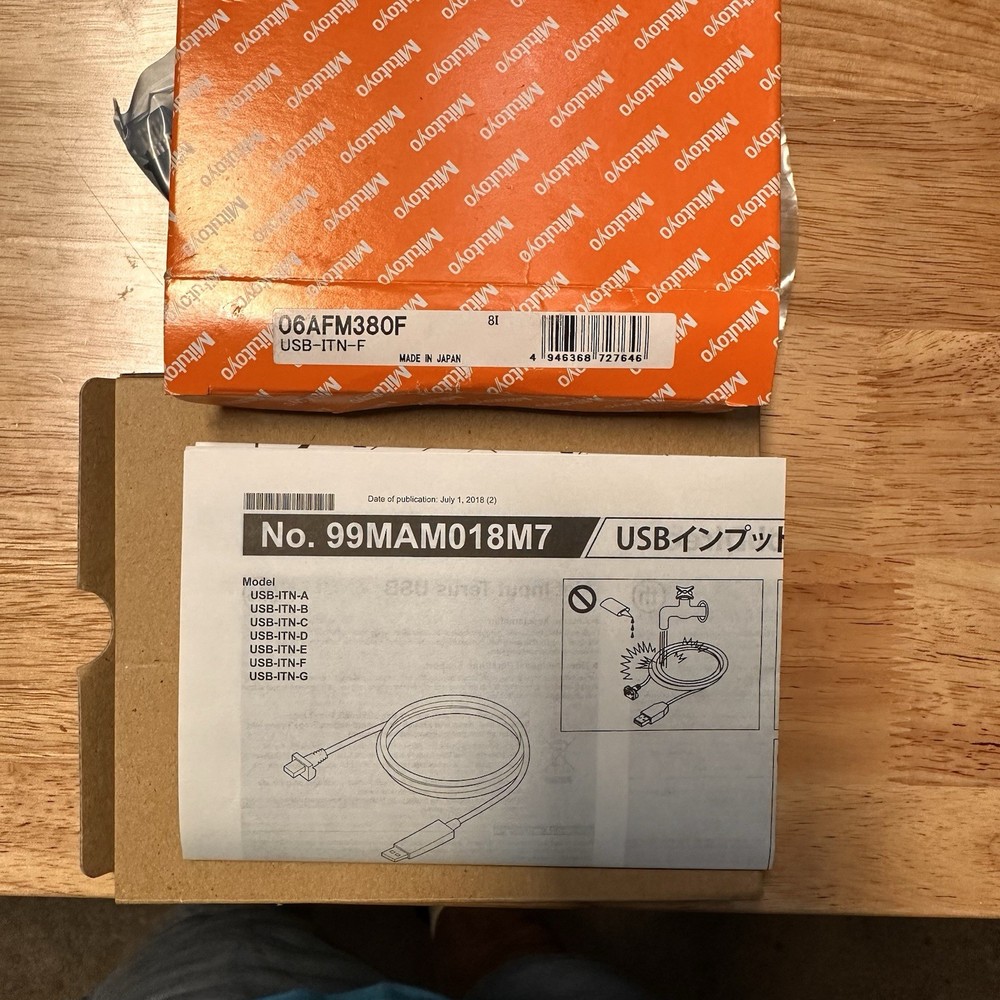 Mitutoyo
06AFM380F
8I
USB-ITN-F
MADE IN JAPAN
4 946368 727646
Date of publication: July 1, 2018 (2)
No. 99MAM018M7
USBインプット
Model
USB-ITN-A
USB-ITN-B
USB-ITN-C
USB-ITN-D
USB-ITN-E
USB-ITN-F
USB-ITN-G